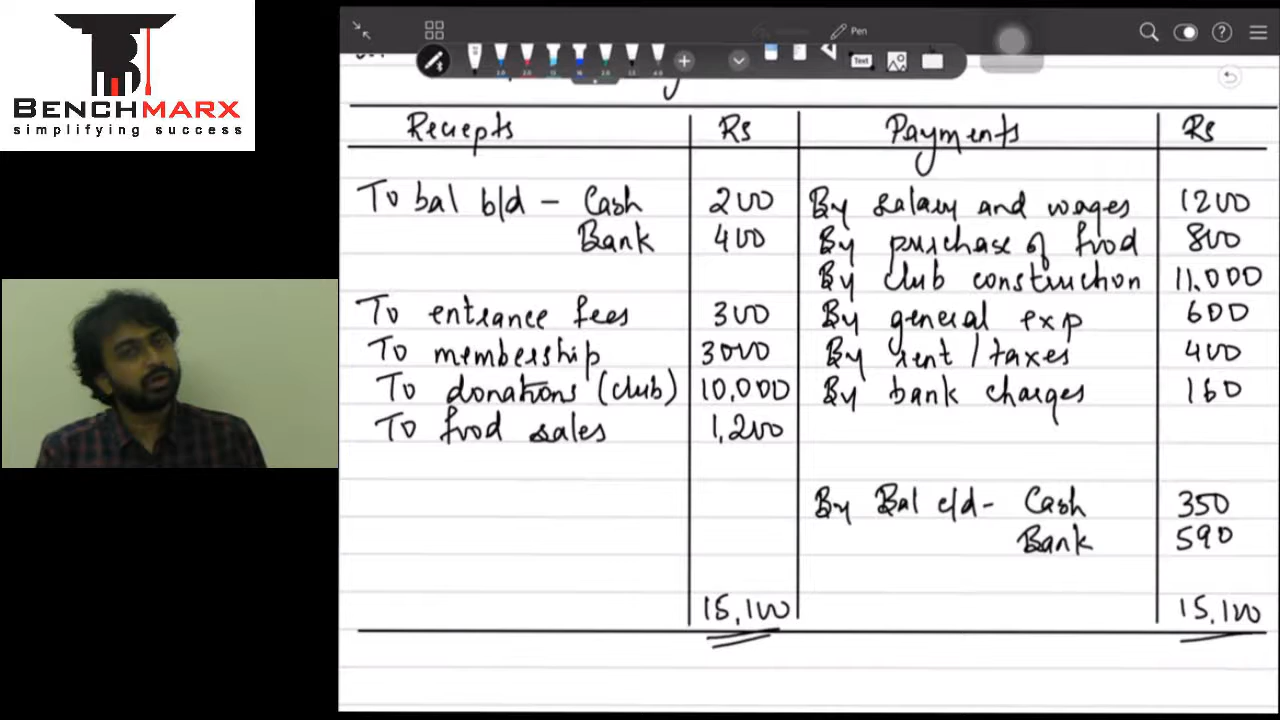 BENCHMARX
simplifying success
Pen
Text
Reciepts Rs Payments Rs
To bal b/d - Cash 200 By salary and wages 1200
Bank 400 By purchase of food 800
By club construction 11,000
To entrance fees 300 By general exp 600
To membership 3000 By rent / taxes 400
To donations (club) 10,000 By bank charges 160
To food sales 1,200
By Bal c/d - Cash 350
Bank 590
15,100 15,100